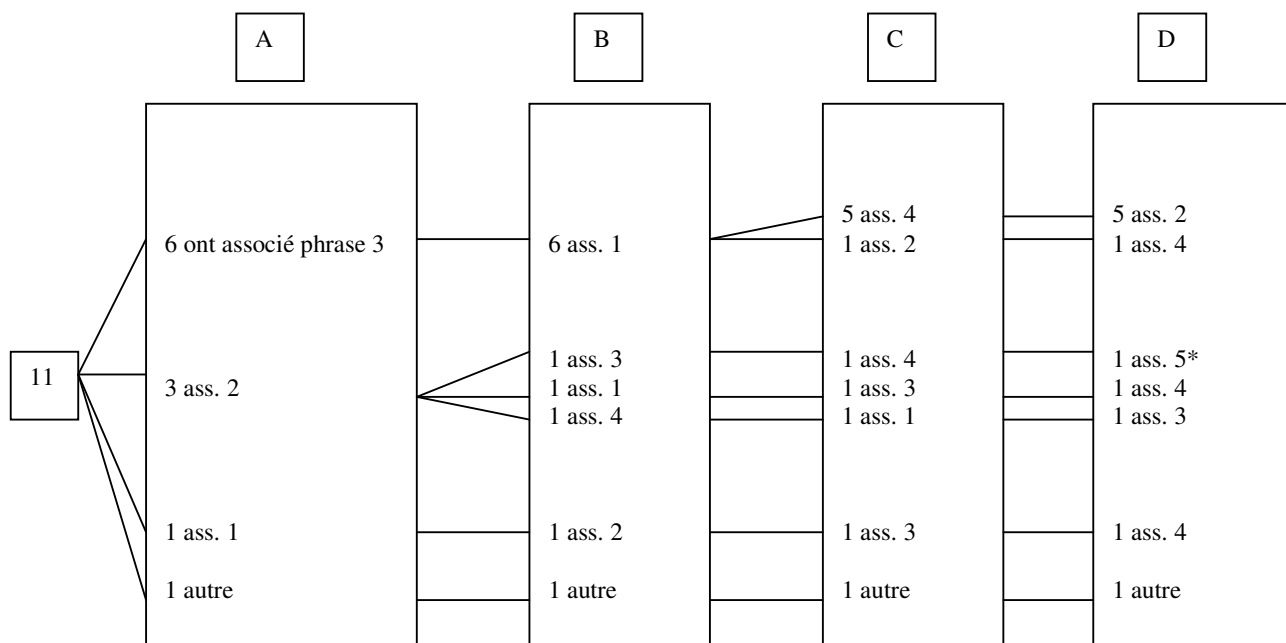 A B C D
5 ass. 4 5 ass. 2
6 ont associé phrase 3 6 ass. 1 1 ass. 2 1 ass. 4
1 ass. 3 1 ass. 4 1 ass. 5*
11 3 ass. 2 1 ass. 1 1 ass. 3 1 ass. 4
1 ass. 4 1 ass. 1 1 ass. 3
1 ass. 1 1 ass. 2 1 ass. 3 1 ass. 4
1 autre 1 autre 1 autre 1 autre